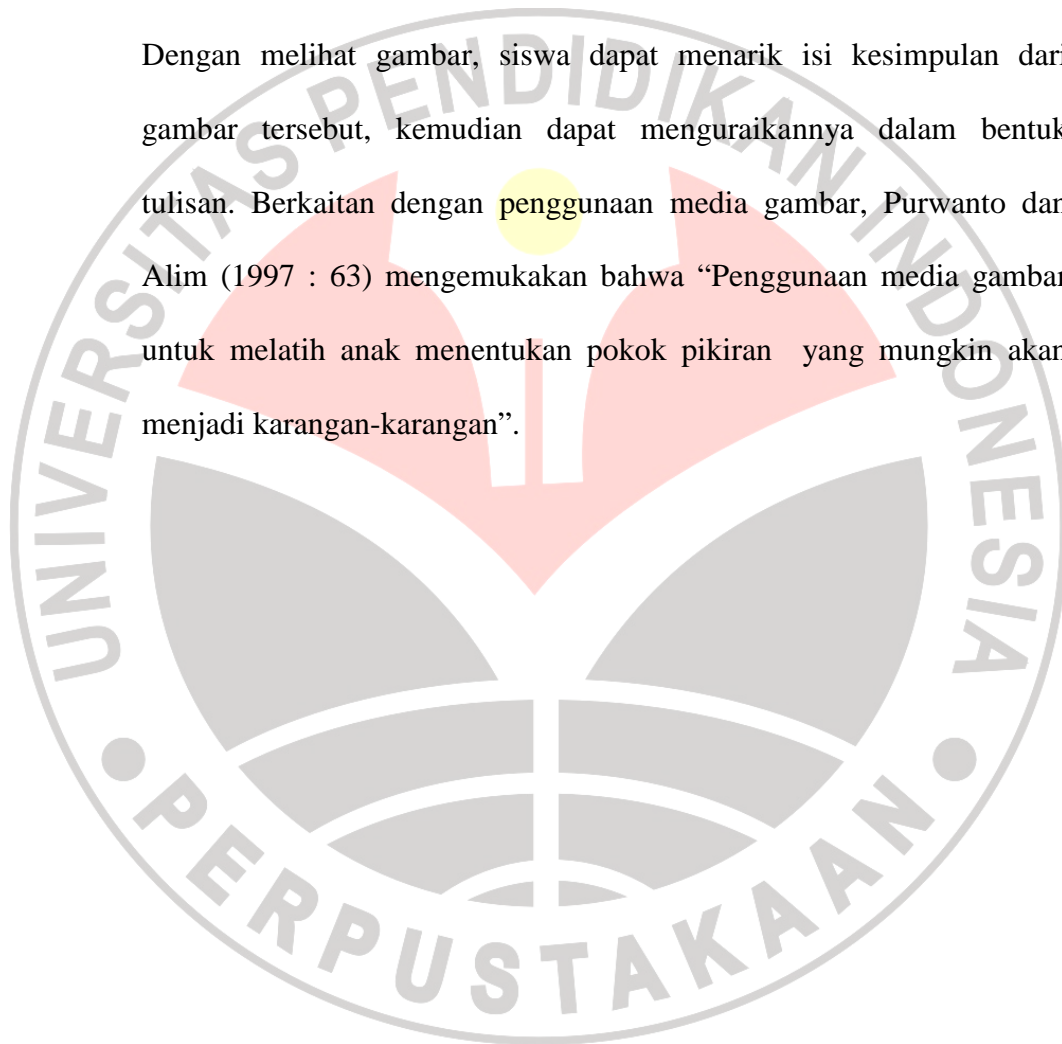 Dengan melihat gambar, siswa dapat menarik isi kesimpulan dari
gambar tersebut, kemudian dapat menguraikannya dalam bentuk
tulisan. Berkaitan dengan penggunaan media gambar, Purwanto dan
Alim (1997 : 63) mengemukakan bahwa “Penggunaan media gambar
untuk melatih anak menentukan pokok pikiran yang mungkin akan
menjadi karangan-karangan”.
UNIVERSITAS PENDIDIKAN INDONESIA
PERPUSTAKAAN